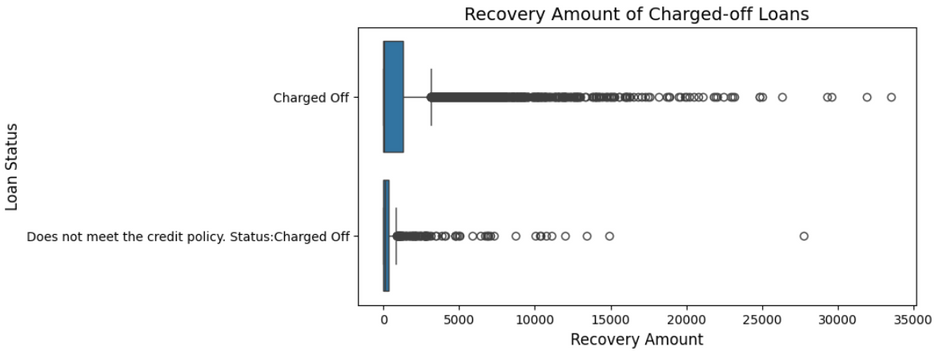 Recovery Amount of Charged-off Loans
Loan Status
Charged Off
Does not meet the credit policy. Status:Charged Off
0 5000 10000 15000 20000 25000 30000 35000
Recovery Amount